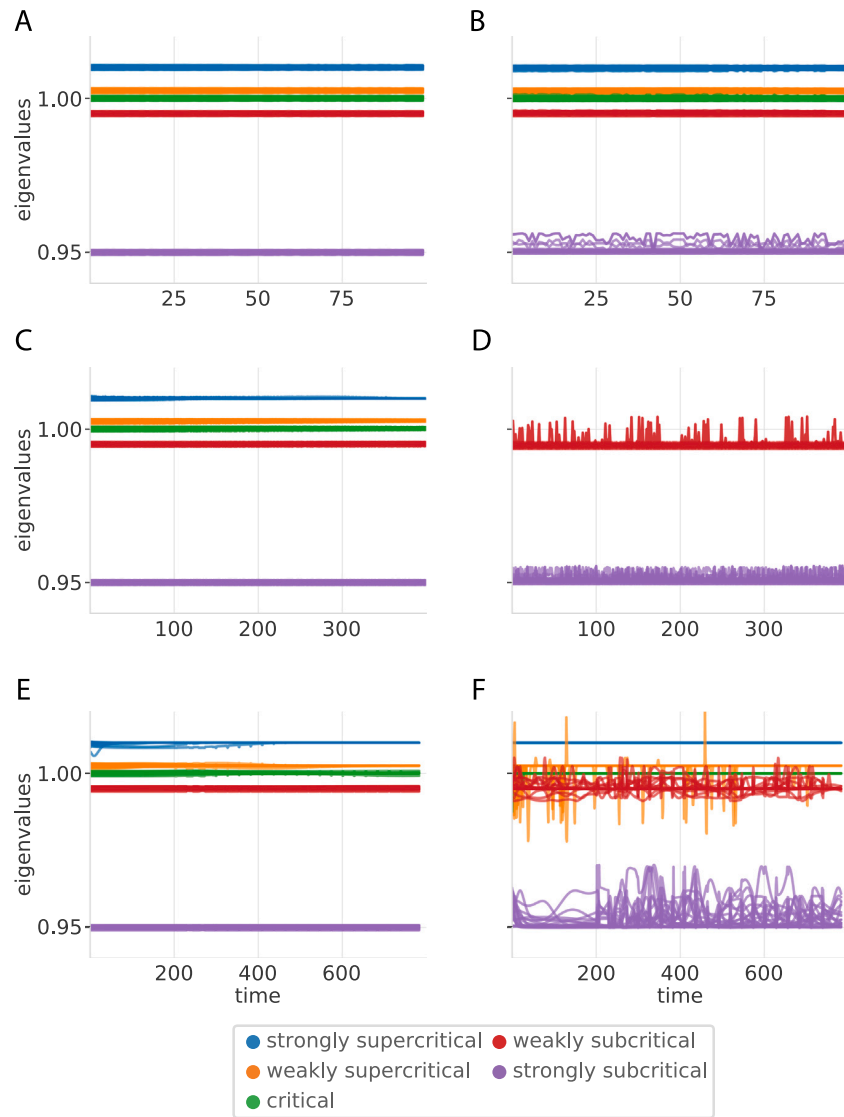 A
B
eigenvalues
1.00
0.95
25 50 75
25 50 75
C
D
eigenvalues
1.00
0.95
100 200 300
100 200 300
E
F
eigenvalues
1.00
0.95
200 400 600
200 400 600
time
time
strongly supercritical
weakly subcritical
weakly supercritical
strongly subcritical
critical